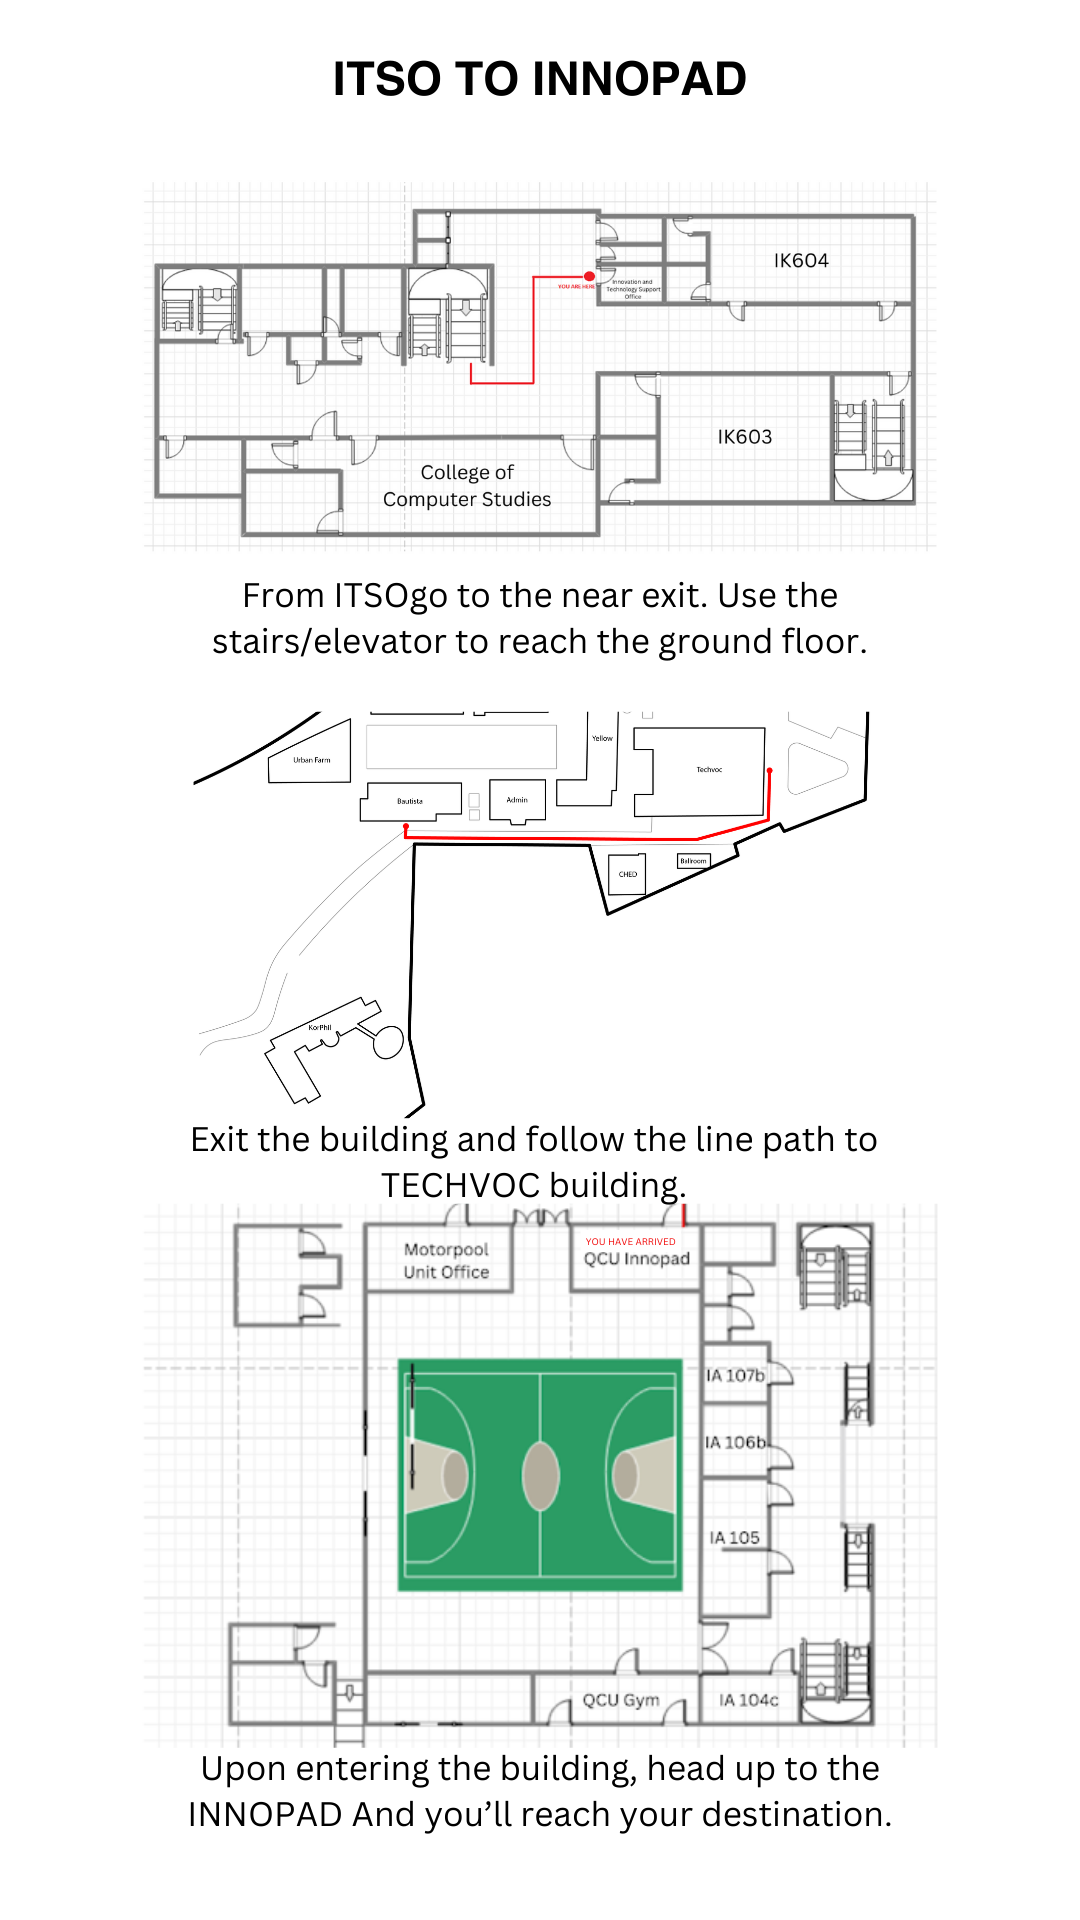 ITSO TO INNOPAD
IK604
Innovation and
Technology Support
Office
YOU ARE HERE
IK603
College of
Computer Studies
From ITSOgo to the near exit. Use the
stairs/elevator to reach the ground floor.
Yellow
Urban Farm
Techvoc
Bautista
Admin
Ballroom
CHED
KorPhil
Exit the building and follow the line path to
TECHVOC building.
YOU HAVE ARRIVED
Motorpool
Unit Office
QCU Innopad
IA 107b
IA 106b
IA 105
QCU Gym
IA 104c
Upon entering the building, head up to the
INNOPAD And you’ll reach your destination.